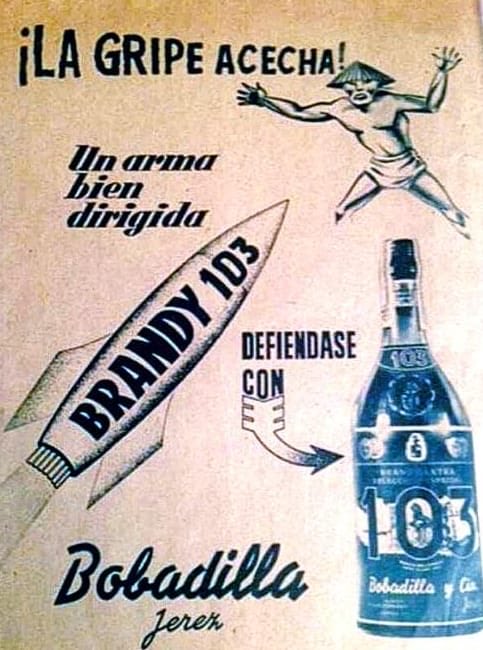 ¡LA GRIPE ACECHA!
Un arma
bien
dirigida
BRANDY 103
DEFIENDASE
CON
103
103
Bobadilla y Cia
Bobadilla
Jerez